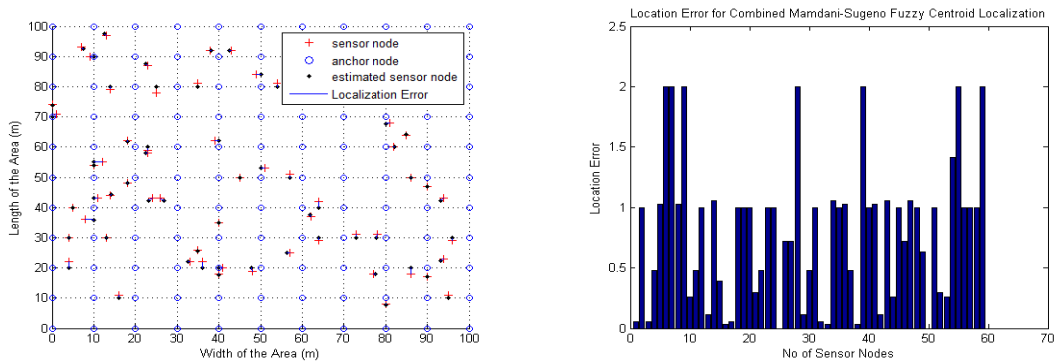 100
90
80
70
60
50
40
30
20
10
0
0 10 20 30 40 50 60 70 80 90 100
Width of the Area (m)
Length of the Area (m)
sensor node
anchor node
estimated sensor node
Localization Error
Location Error for Combined Mamdani-Sugeno Fuzzy Centroid Localization
2.5
2
1.5
1
0.5
0
0 10 20 30 40 50 60 70
No of Sensor Nodes
Location Error